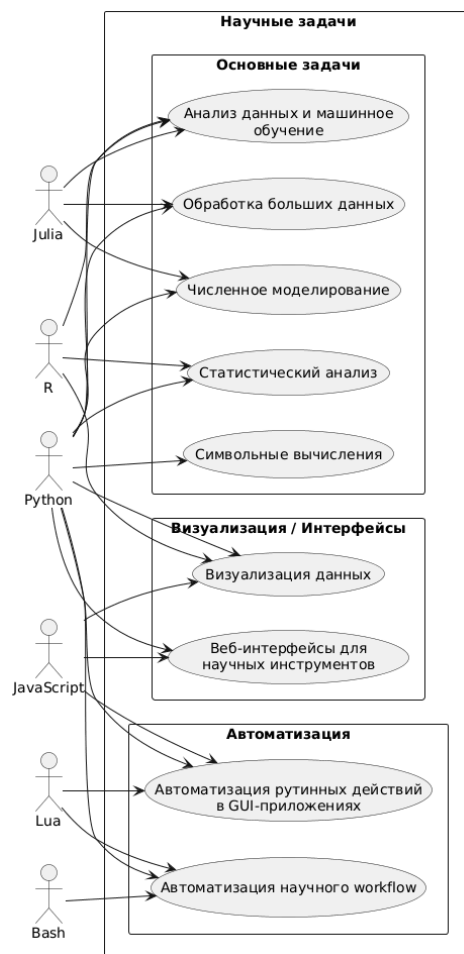 Научные задачи
Основные задачи
Анализ данных и машинное
обучение
Обработка больших данных
Julia
Численное моделирование
R
Статистический анализ
Символьные вычисления
Python
Визуализация / Интерфейсы
Визуализация данных
Веб-интерфейсы для
научных инструментов
JavaScript
Автоматизация
Автоматизация рутинных действий
в GUI-приложениях
Lua
Автоматизация научного workflow
Bash